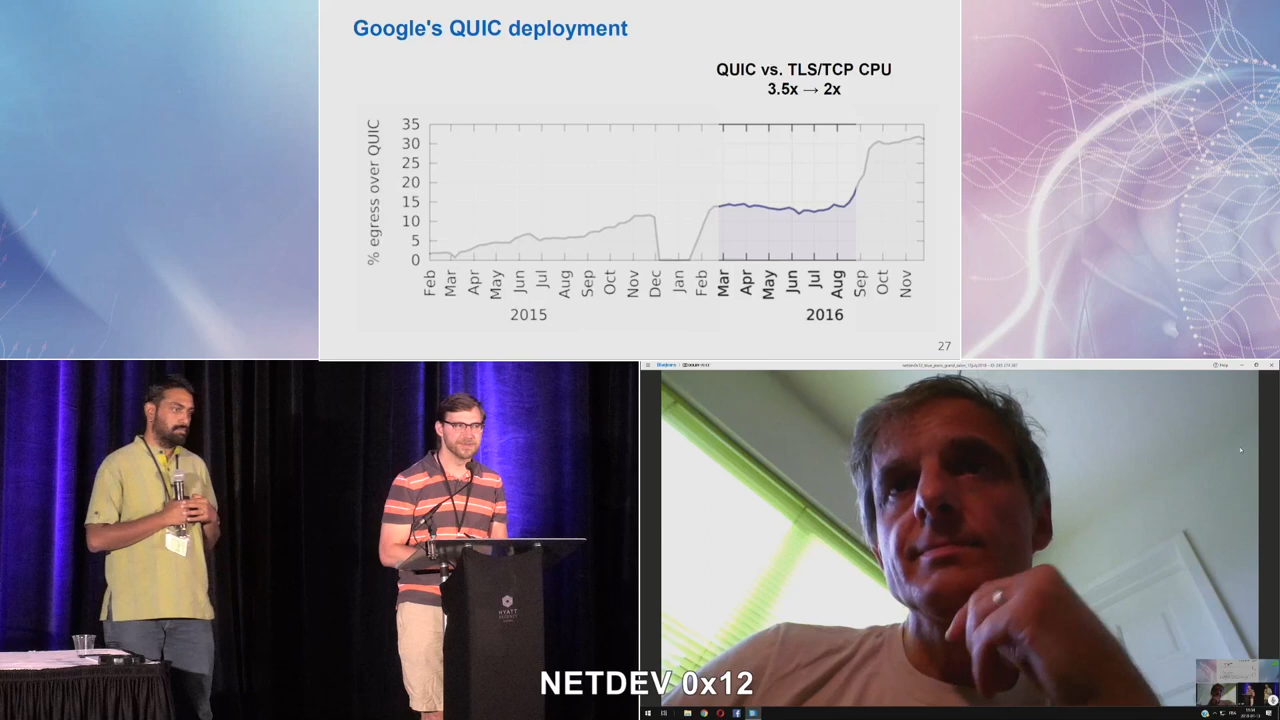 Google's QUIC deployment
QUIC vs. TLS/TCP CPU
3.5x → 2x
% egress over QUIC
35
30
25
20
15
10
5
0
Feb Mar Apr May Jun Jul Aug Sep Oct Nov Dec Jan Feb Mar Apr May Jun Jul Aug Sep Oct Nov
2015 2016
27
Help
HYATT
REGENCY
NETDEV 0x12